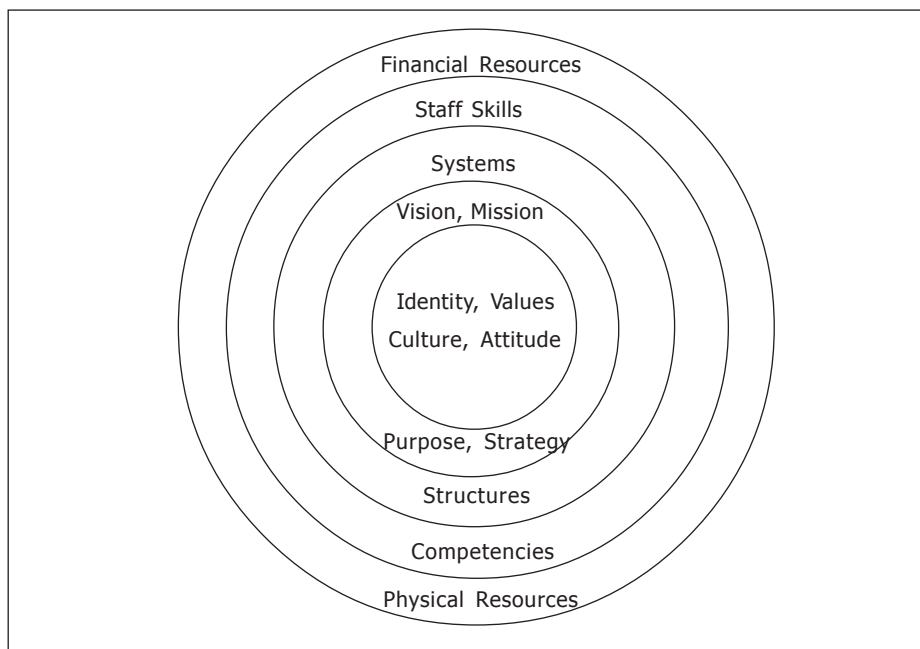 Financial Resources
Staff Skills
Systems
Vision, Mission
Identity, Values
Culture, Attitude
Purpose, Strategy
Structures
Competencies
Physical Resources